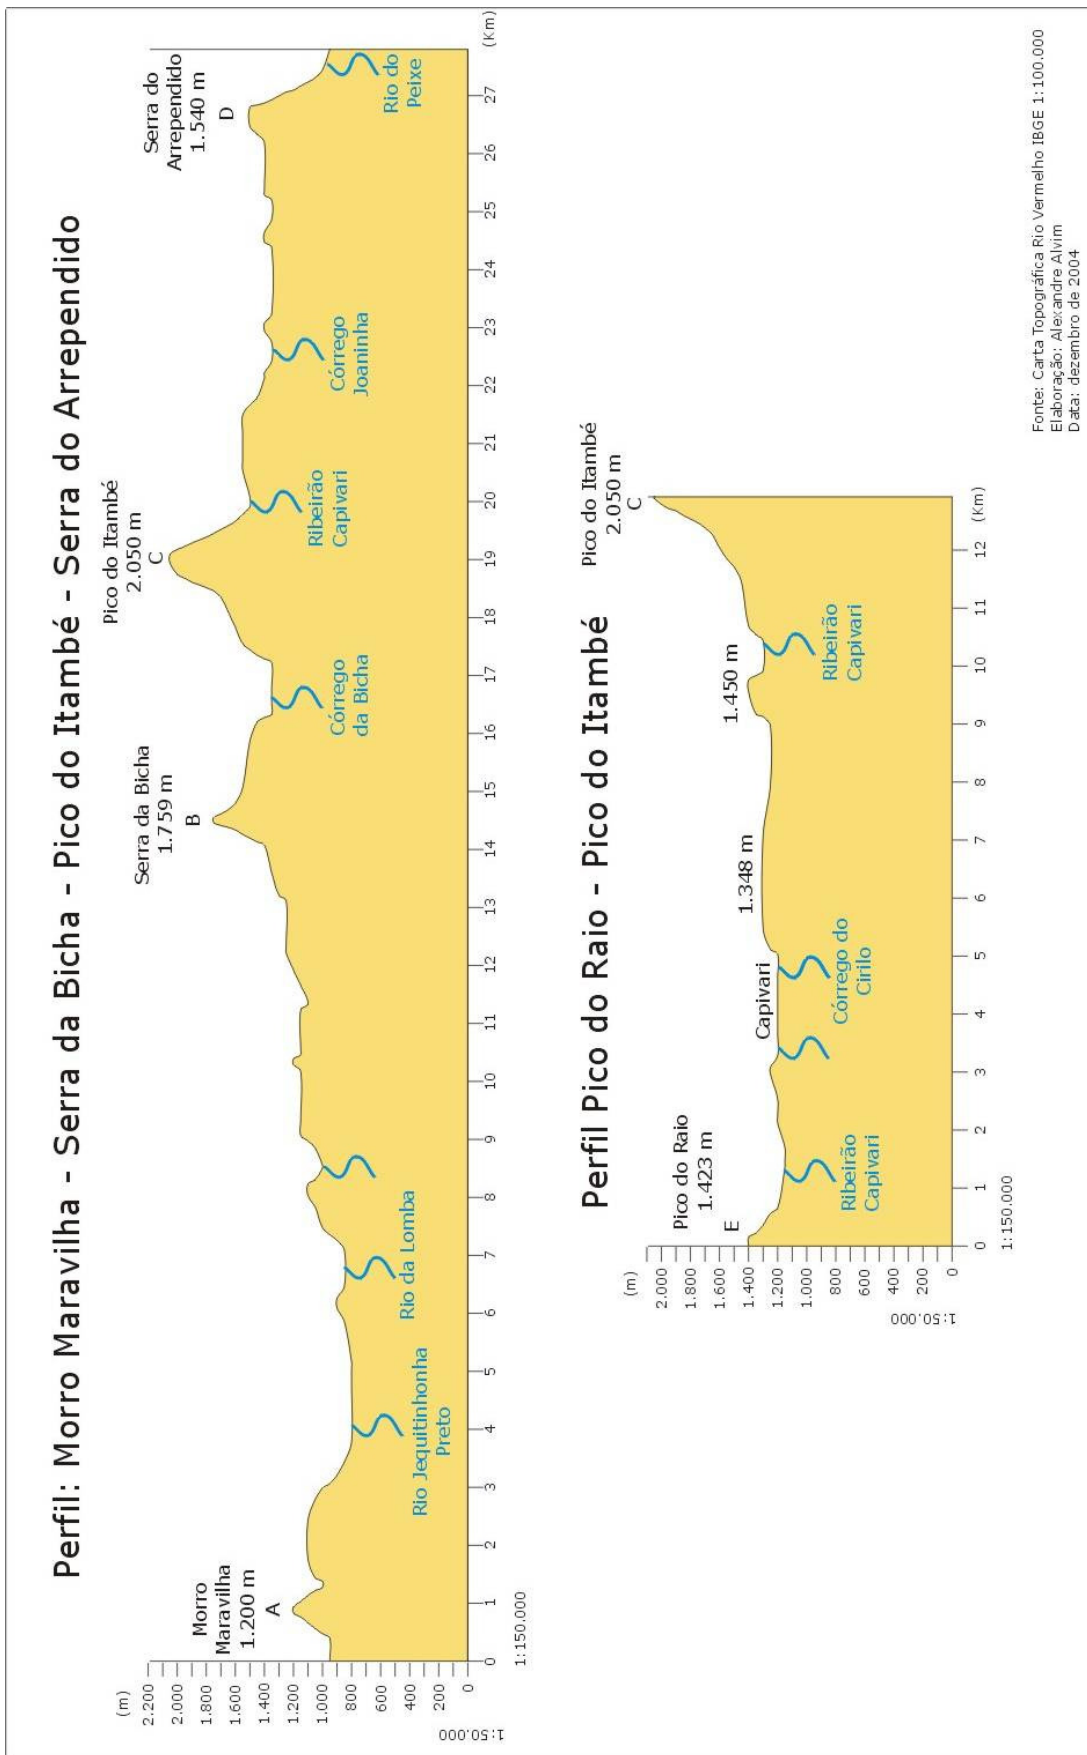 Perfil: Morro Maravilha - Serra da Bicha - Pico do Itambé - Serra do Arrependido
(m)
2.200
2.000
1.800
1.600
1.400
1.200
1.000
800
600
400
200
0
1:50.000
Morro
Maravilha
1.200 m
A
Serra da Bicha
1.759 m
B
Pico do Itambé
2.050 m
C
Serra do
Arrependido
1.540 m
D
Rio Jequitinhonha
Preto
Rio da Lomba
Córrego
da Bicha
Ribeirão
Capivari
Córrego
Joaninha
Rio do
Peixe
0 1 2 3 4 5 6 7 8 9 10 11 12 13 14 15 16 17 18 19 20 21 22 23 24 25 26 27 (Km)
1:150.000
Perfil Pico do Raio - Pico do Itambé
(m)
2.000
1.800
1.600
1.400
1.200
1.000
800
600
400
200
0
1:50.000
Pico do Raio
1.423 m
E
Capivari
1.348 m
1.450 m
Pico do Itambé
2.050 m
C
Ribeirão
Capivari
Córrego do
Cirilo
Ribeirão
Capivari
0 1 2 3 4 5 6 7 8 9 10 11 12 (Km)
1:150.000
Fonte: Carta Topográfica Rio Vermelho IBGE 1:100.000
Elaboração: Alexandre Alvim
Data: dezembro de 2004